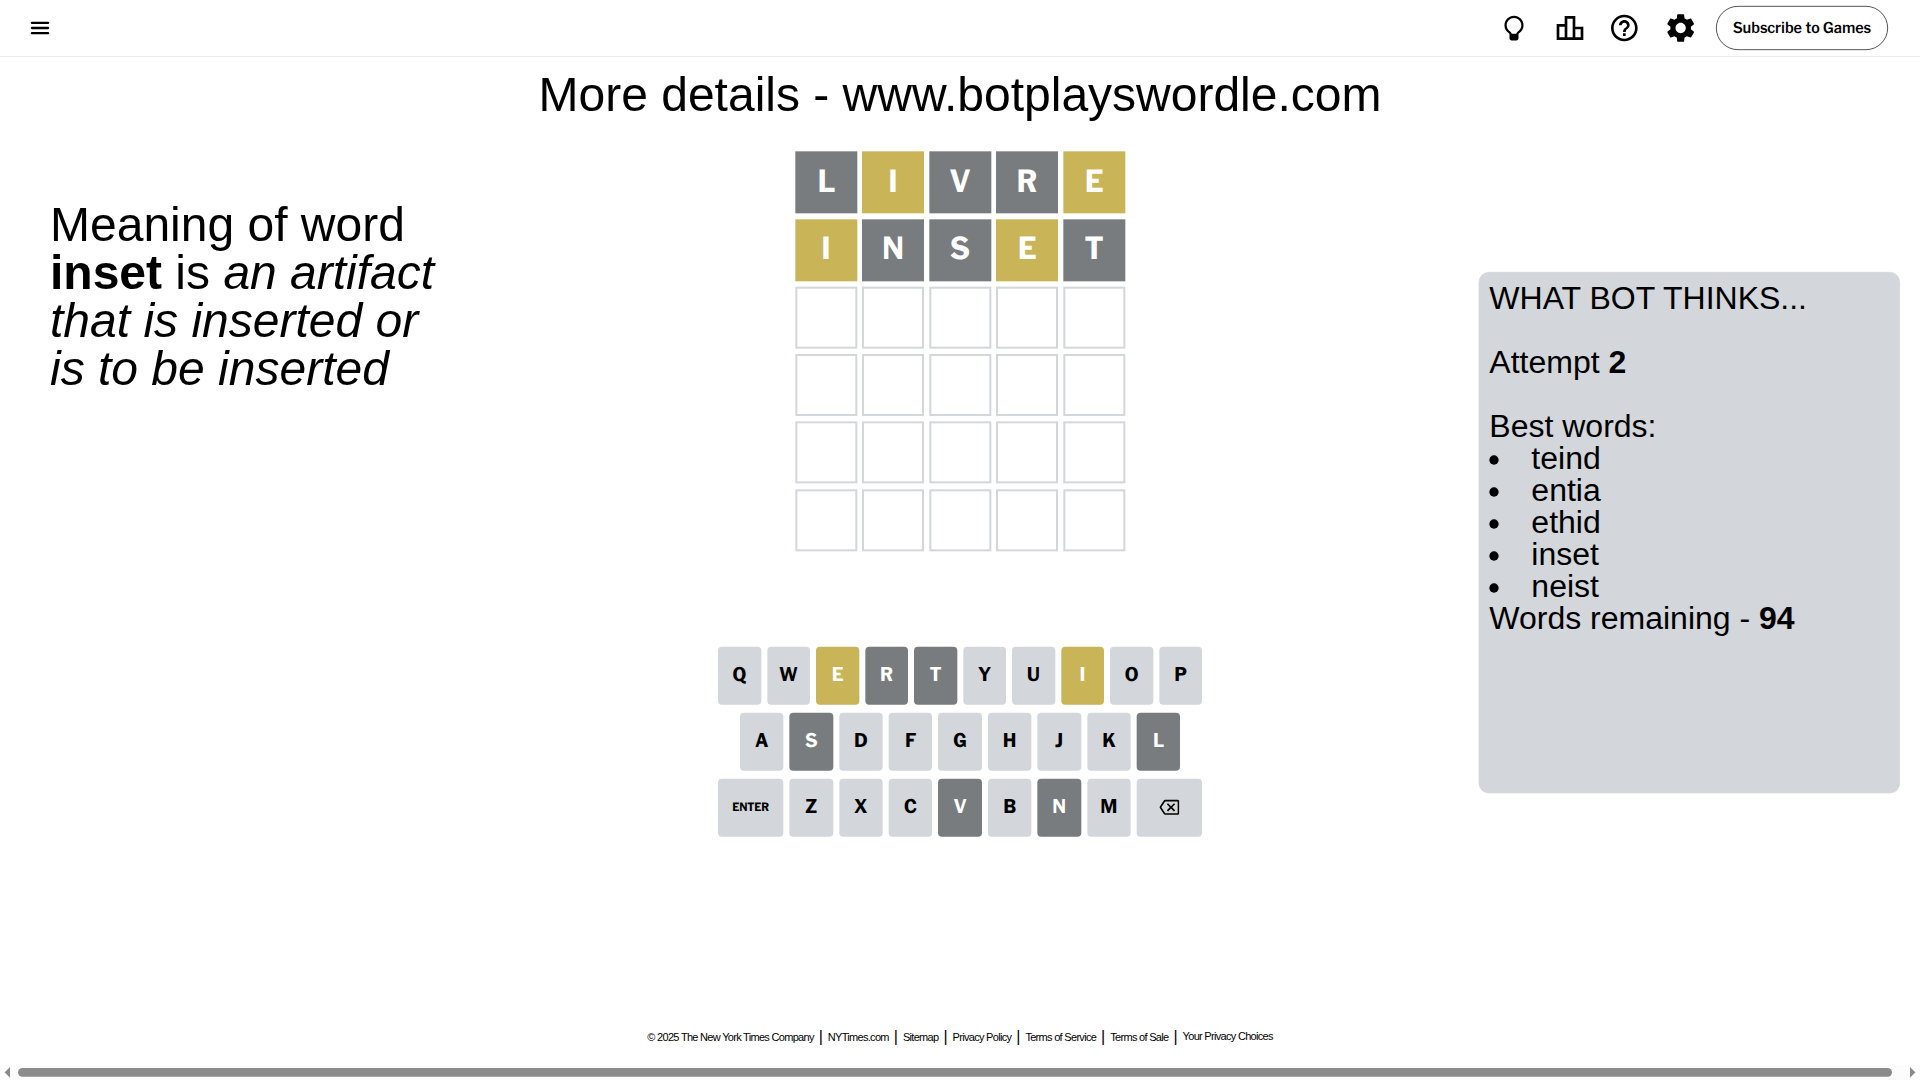 Subscribe to Games
More details - www.botplayswordle.com
Meaning of word
inset is an artifact
that is inserted or
is to be inserted
L I V R E
I N S E T
WHAT BOT THINKS...
Attempt 2
Best words:
• teind
• entia
• ethid
• inset
• neist
Words remaining - 94
Q W E R T Y U I O P
A S D F G H J K L
ENTER Z X C V B N M
© 2025 The New York Times Company | NYTimes.com | Sitemap | Privacy Policy | Terms of Service | Terms of Sale | Your Privacy Choices